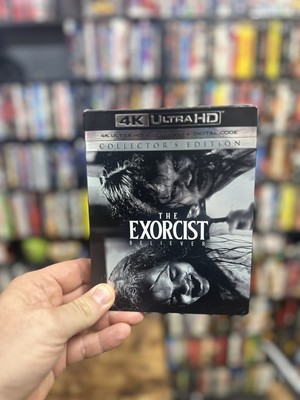 4K ULTRA HD
4K ULTRA HD + BLU-RAY + DIGITAL CODE
COLLECTOR'S EDITION
THE
EXORCIST
BELIEVER